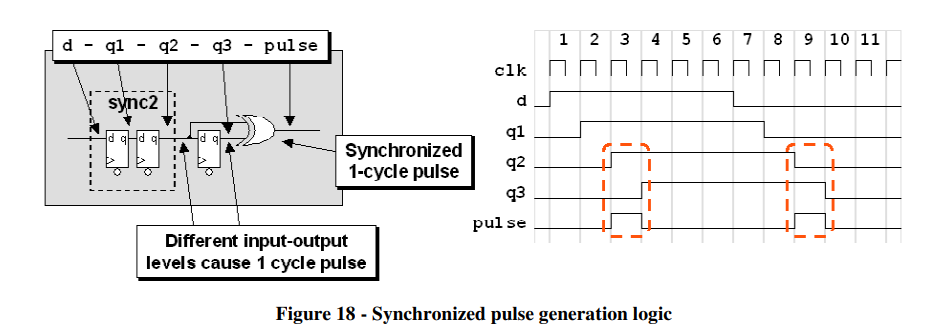 d - q1 - q2 - q3 - pulse
sync2
d q
d q
d q
Synchronized
1-cycle pulse
Different input-output
levels cause 1 cycle pulse
1 2 3 4 5 6 7 8 9 10 11
clk
d
q1
q2
q3
pulse
Figure 18 - Synchronized pulse generation logic